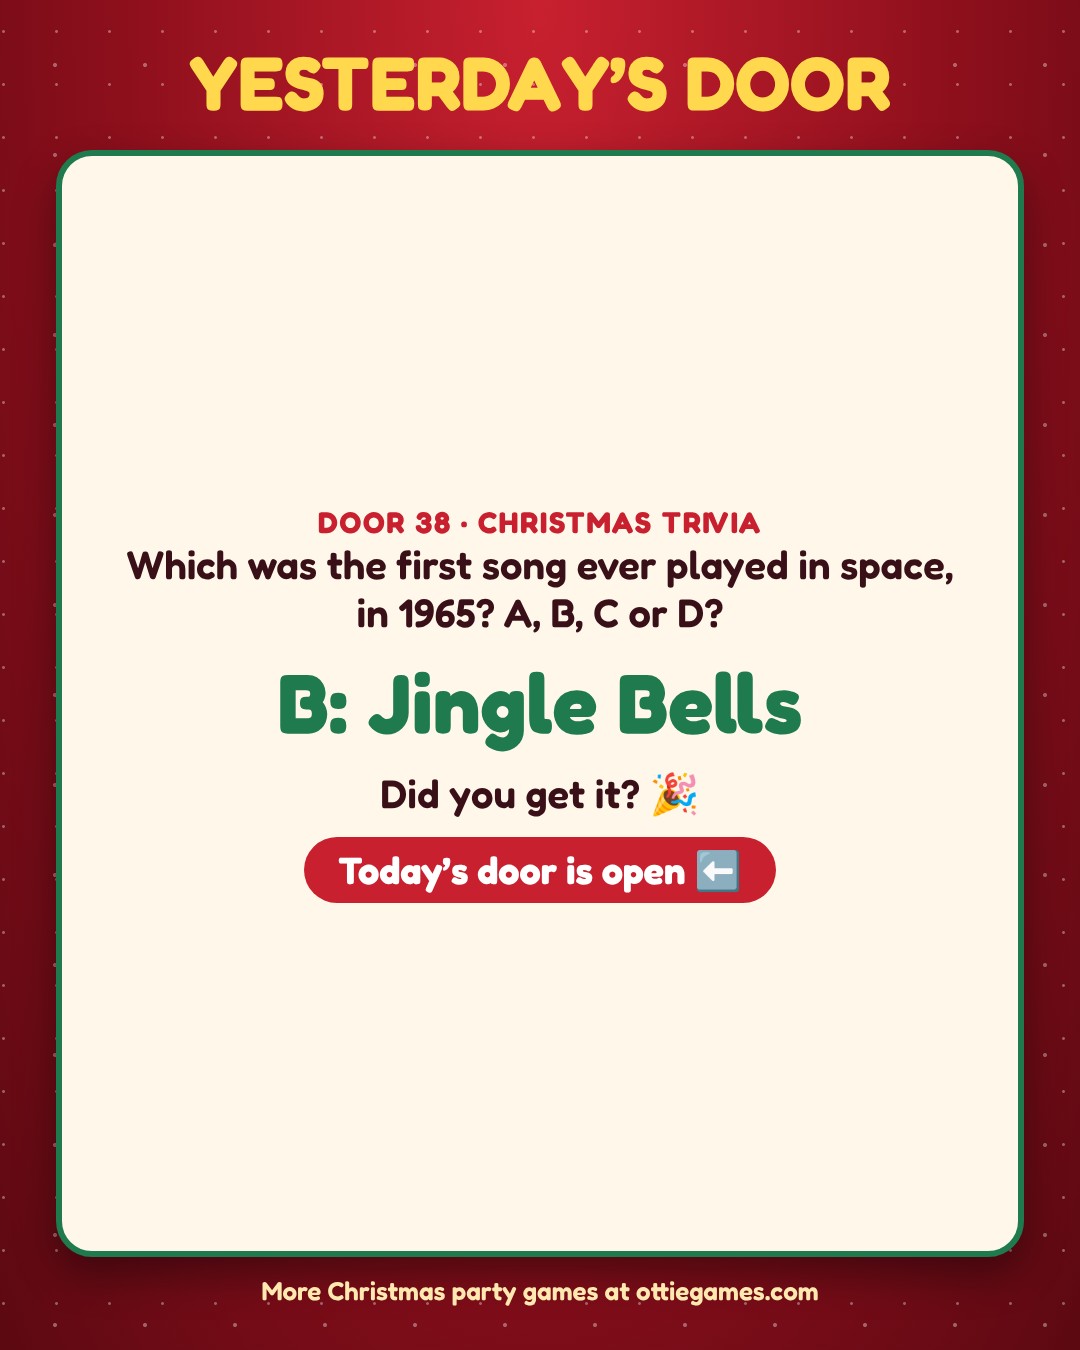 YESTERDAY’S DOOR
DOOR 38 · CHRISTMAS TRIVIA
Which was the first song ever played in space,
in 1965? A, B, C or D?
B: Jingle Bells
Did you get it? 🎉
Today’s door is open ⬅️
More Christmas party games at ottiegames.com